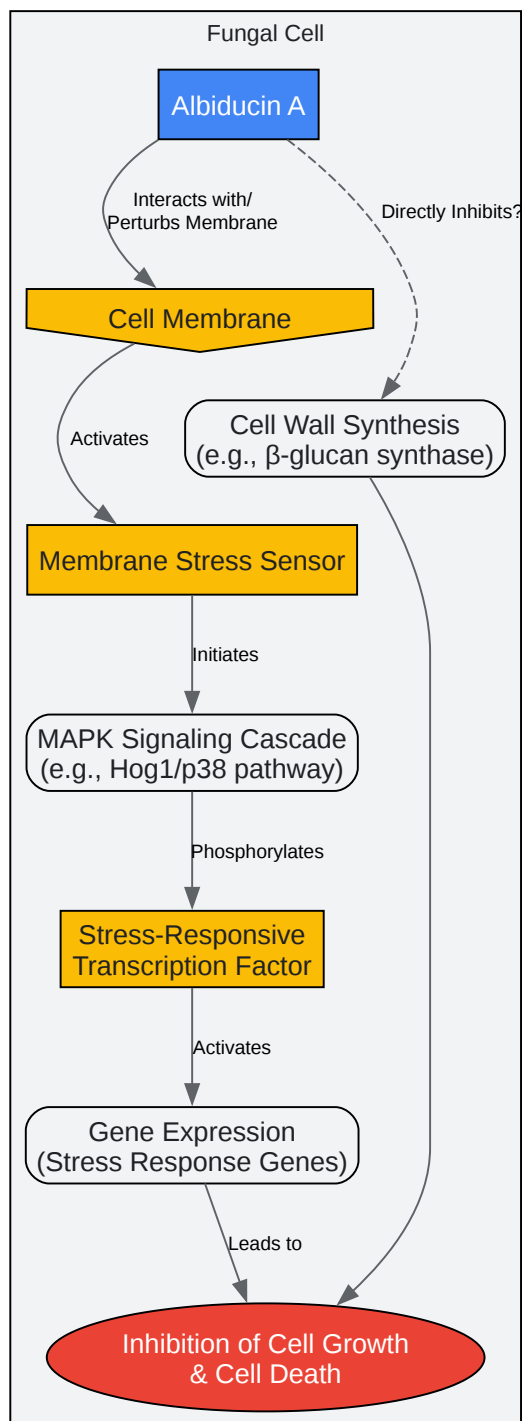 Fungal Cell
Albiducin A
Interacts with/
Perturbs Membrane
Directly Inhibits?
Cell Membrane
Cell Wall Synthesis
(e.g., β-glucan synthase)
Activates
Membrane Stress Sensor
Initiates
MAPK Signaling Cascade
(e.g., Hog1/p38 pathway)
Phosphorylates
Stress-Responsive
Transcription Factor
Activates
Gene Expression
(Stress Response Genes)
Leads to
Inhibition of Cell Growth
& Cell Death